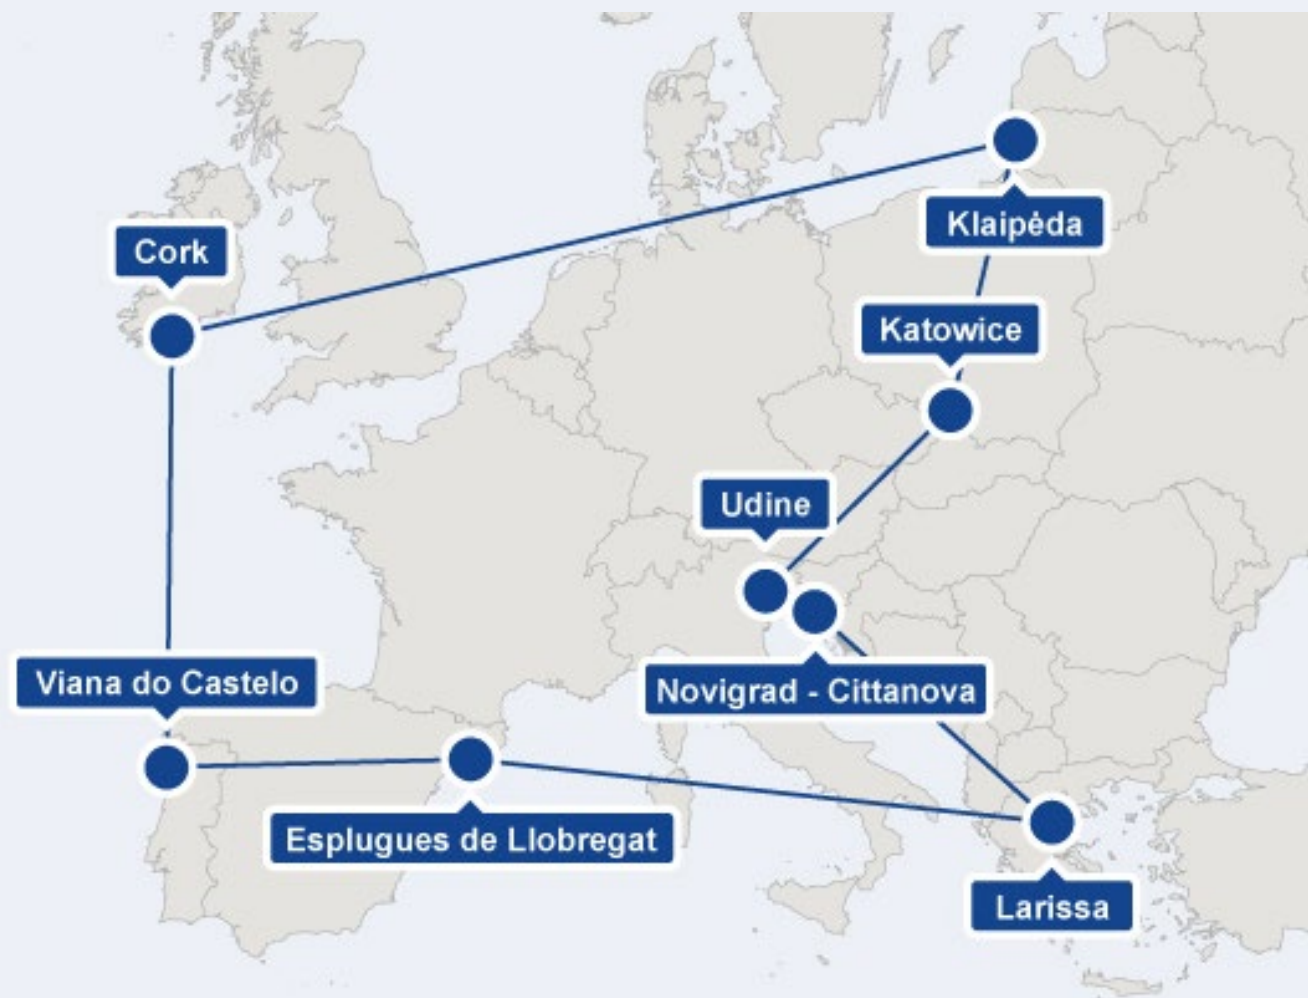 Klaipėda
Cork
Katowice
Udine
Viana do Castelo
Novigrad - Cittanova
Esplugues de Llobregat
Larissa